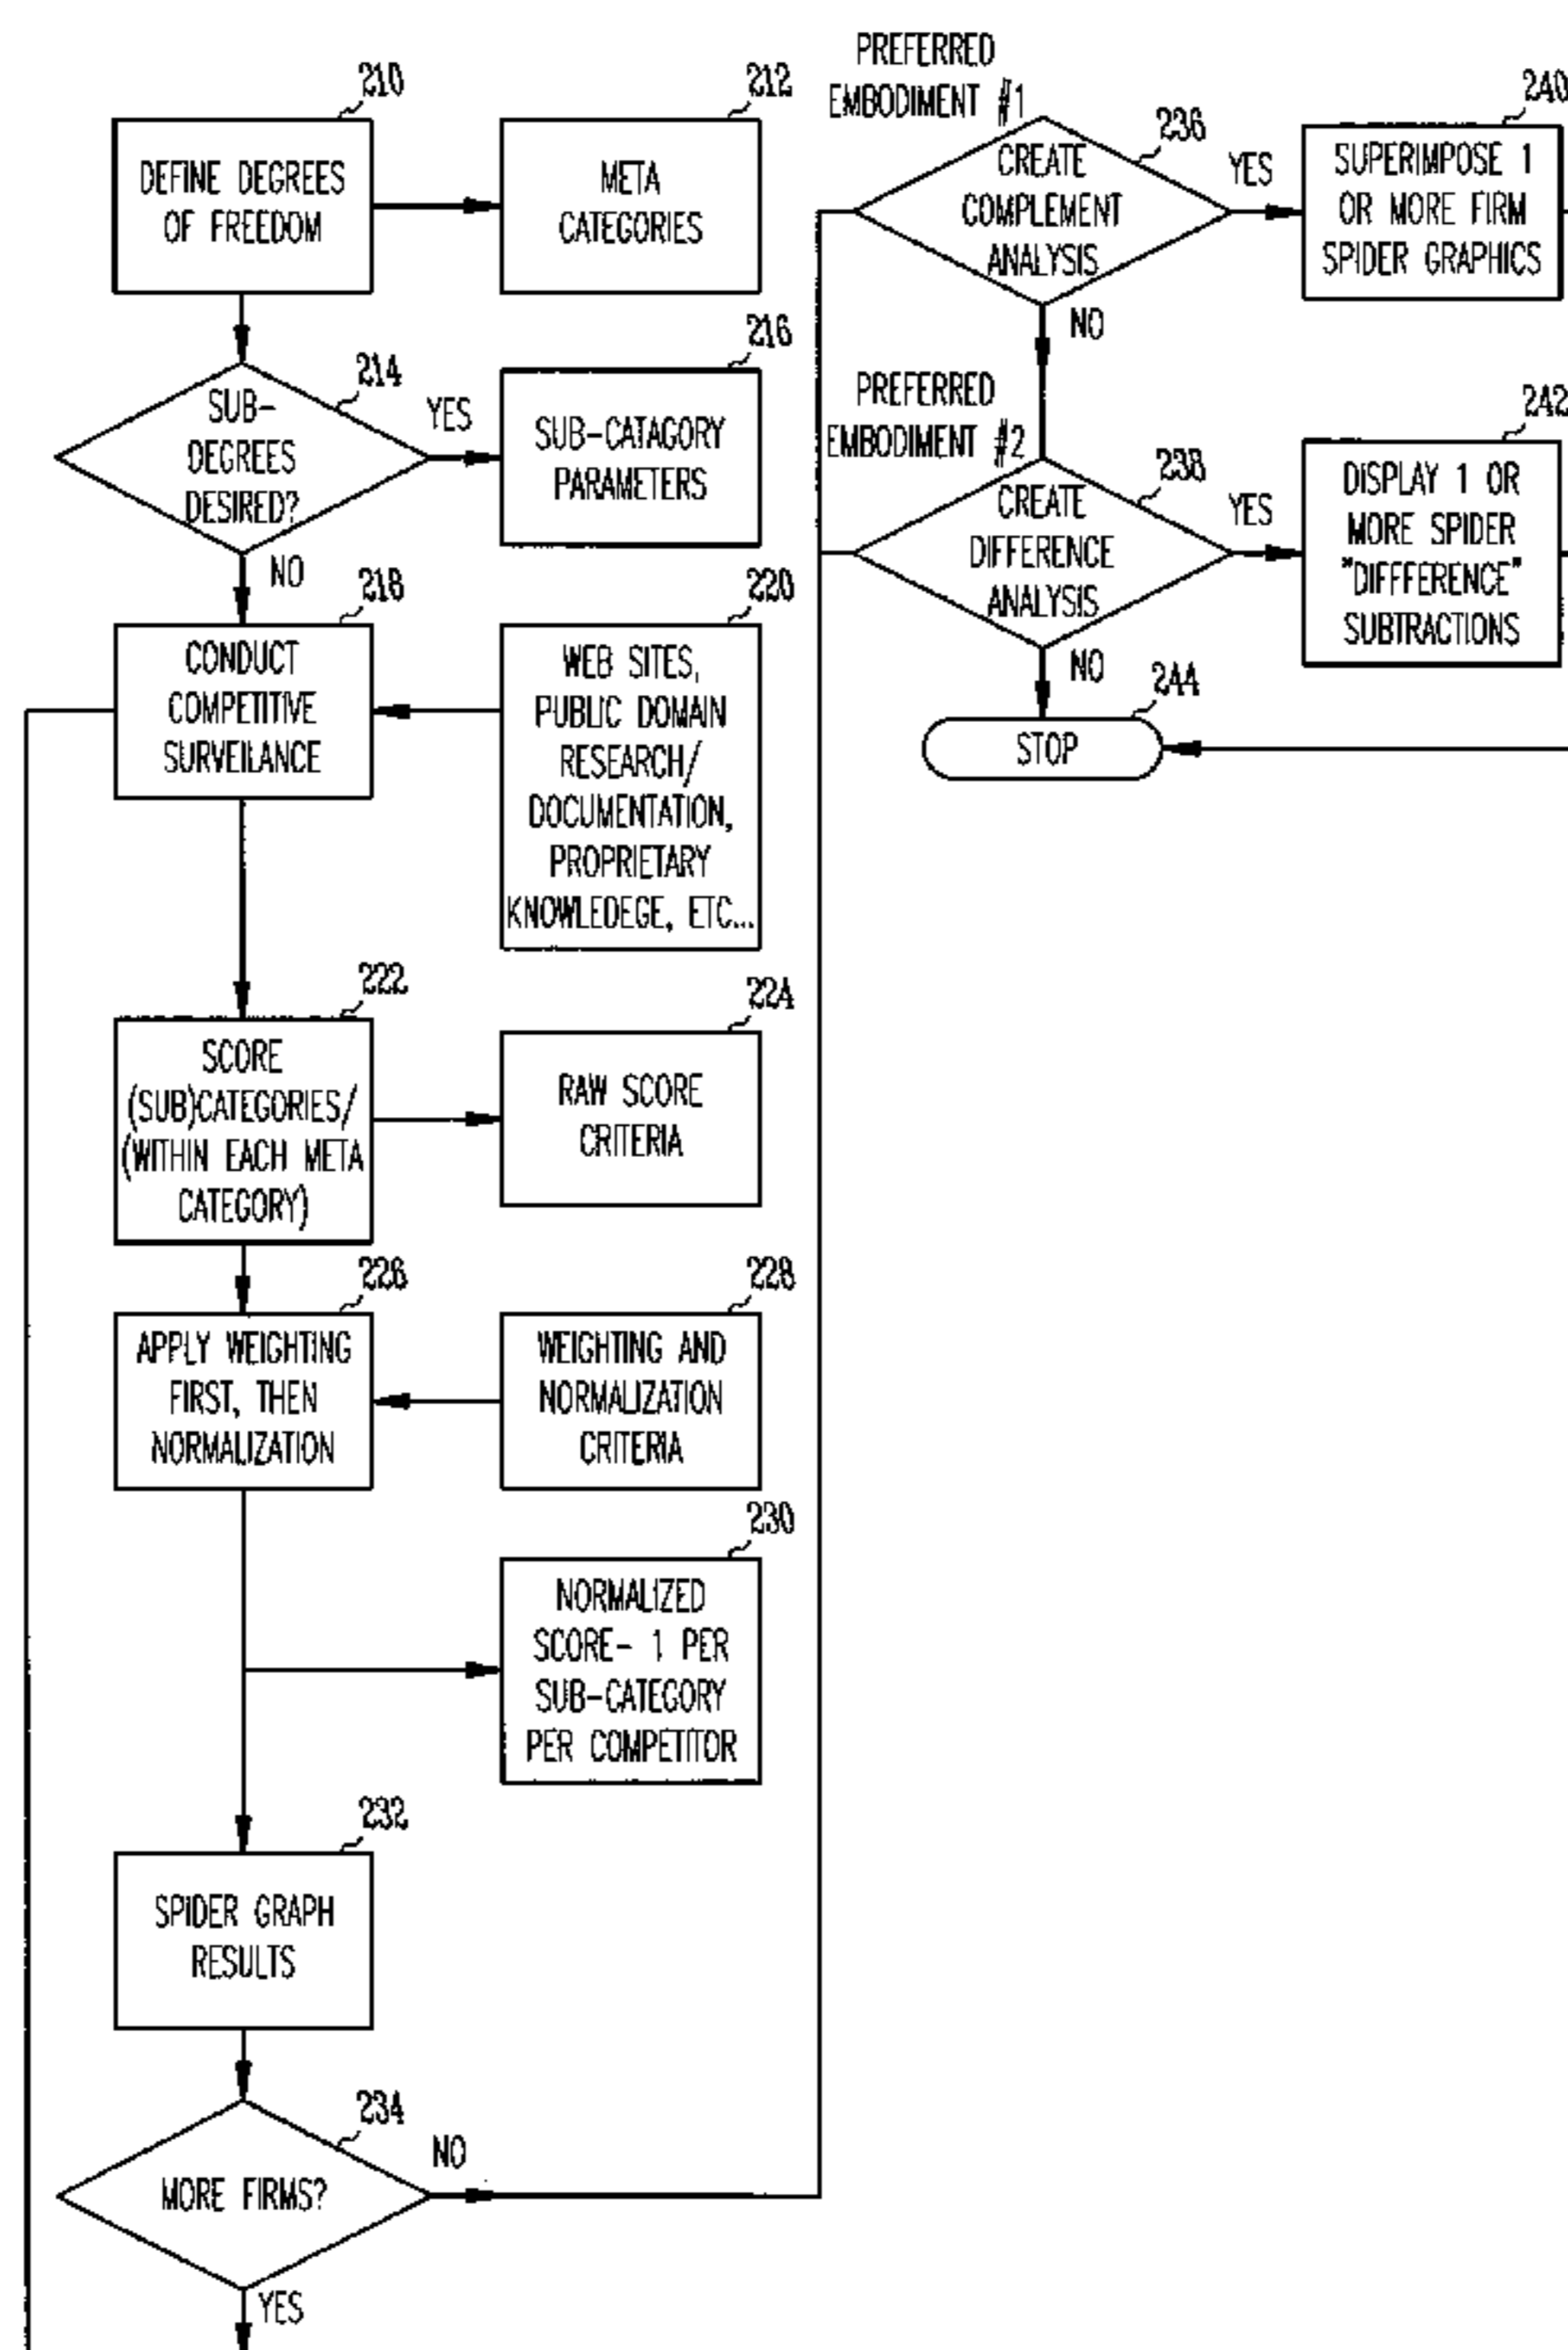 210
DEFINE DEGREES
OF FREEDOM
212
META
CATEGORIES
214
SUB-
DEGREES
DESIRED?
YES
NO
216
SUB-CATAGORY
PARAMETERS
218
CONDUCT
COMPETITIVE
SURVEILANCE
220
WEB SITES,
PUBLIC DOMAIN
RESEARCH/
DOCUMENTATION,
PROPRIETARY
KNOWLEDEGE, ETC...
222
SCORE
(SUB)CATEGORIES/
(WITHIN EACH META
CATEGORY)
224
RAW SCORE
CRITERIA
226
APPLY WEIGHTING
FIRST, THEN
NORMALIZATION
228
WEIGHTING AND
NORMALIZATION
CRITERIA
230
NORMALIZED
SCORE- 1 PER
SUB-CATEGORY
PER COMPETITOR
232
SPIDER GRAPH
RESULTS
234
MORE FIRMS?
NO
YES
PREFERRED
EMBODIMENT #1
236
CREATE
COMPLEMENT
ANALYSIS
YES
NO
240
SUPERIMPOSE 1
OR MORE FIRM
SPIDER GRAPHICS
PREFERRED
EMBODIMENT #2
238
CREATE
DIFFERENCE
ANALYSIS
YES
NO
242
DISPLAY 1 OR
MORE SPIDER
"DIFFFERENCE"
SUBTRACTIONS
244
STOP